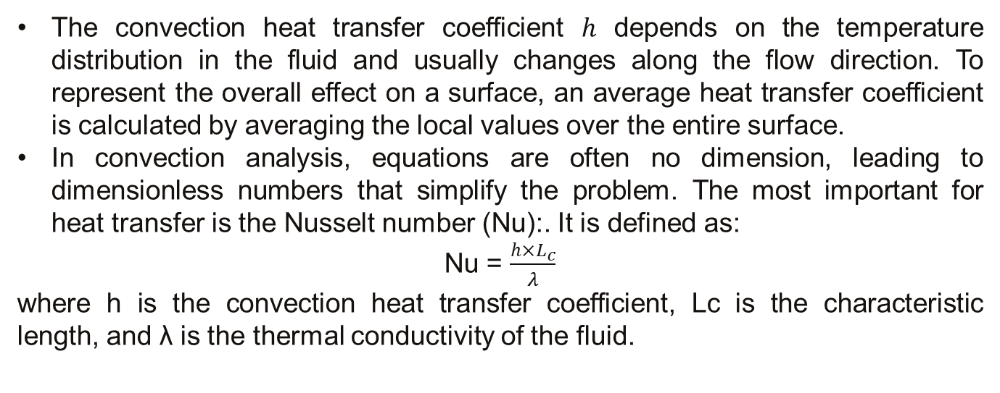 • The convection heat transfer coefficient ℎ depends on the temperature
distribution in the fluid and usually changes along the flow direction. To
represent the overall effect on a surface, an average heat transfer coefficient
is calculated by averaging the local values over the entire surface.
• In convection analysis, equations are often no dimension, leading to
dimensionless numbers that simplify the problem. The most important for
heat transfer is the Nusselt number (Nu):. It is defined as:
Nu = \frac{h×L_C}{λ}
where h is the convection heat transfer coefficient, Lc is the characteristic
length, and λ is the thermal conductivity of the fluid.